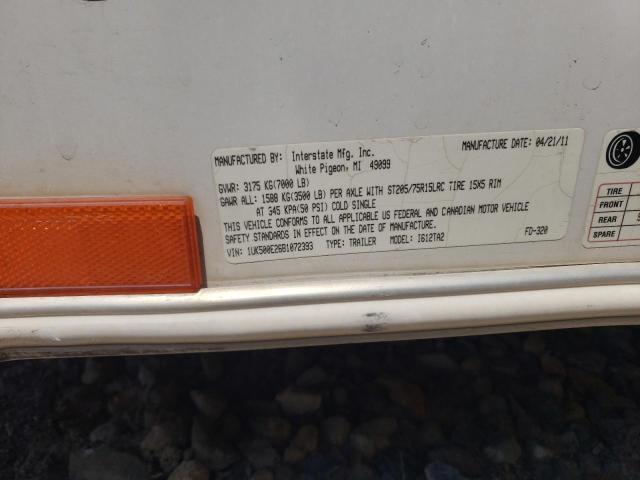 MANUFACTURED BY: Interstate Mfg. Inc. MANUFACTURE DATE: 04/21/11
White Pigeon, MI 49099
GVWR: 3175 KG(7000 LB)
GAWR ALL: 1588 KG(3500 LB) PER AXLE WITH ST205/75R15LRC TIRE 15X5 RIM
AT 345 KPA(50 PSI) COLD SINGLE
THIS VEHICLE CONFORMS TO ALL APPLICABLE US FEDERAL AND CANADIAN MOTOR VEHICLE
SAFETY STANDARDS IN EFFECT ON THE DATE OF MANUFACTURE.
VIN: 1UK500E26B1072393 TYPE: TRAILER MODEL: IG12TA2 FD-320
TIRE
FRONT
REAR
SPARE